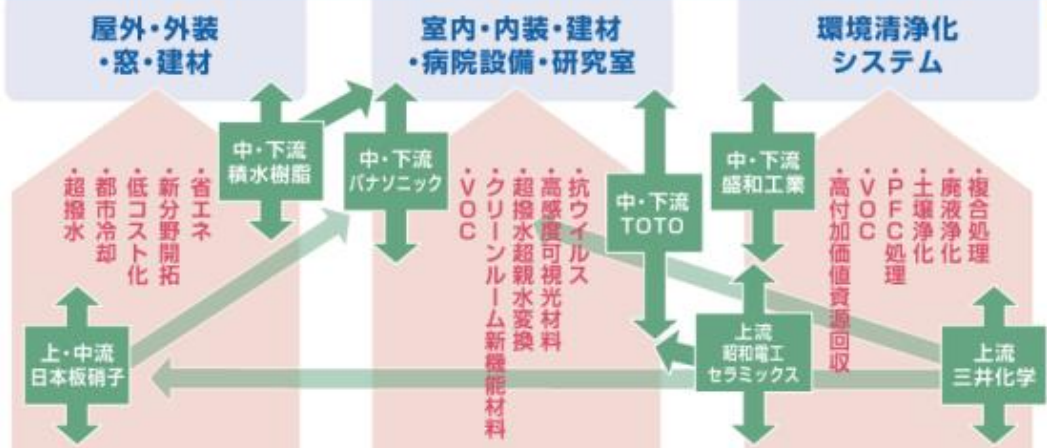 屋外・外装
・窓・建材
室内・内装・建材
・病院設備・研究室
環境清浄化
システム
中・下流
積水樹脂
中・下流
パナソニック
中・下流
TOTO
中・下流
盛和工業
上・中流
日本板硝子
上流
昭和電工
セラミックス
上流
三井化学
・省エネ
・新分野開拓
・低コスト化
・都市冷却
・超撥水
・抗ウイルス
・高感度可視光材料
・超撥水超親水変換
・クリーンルーム新機能材料
・VOC
・複合処理
・廃液浄化
・土壌浄化
・PFC処理
・VOC
・高付加価値資源回収